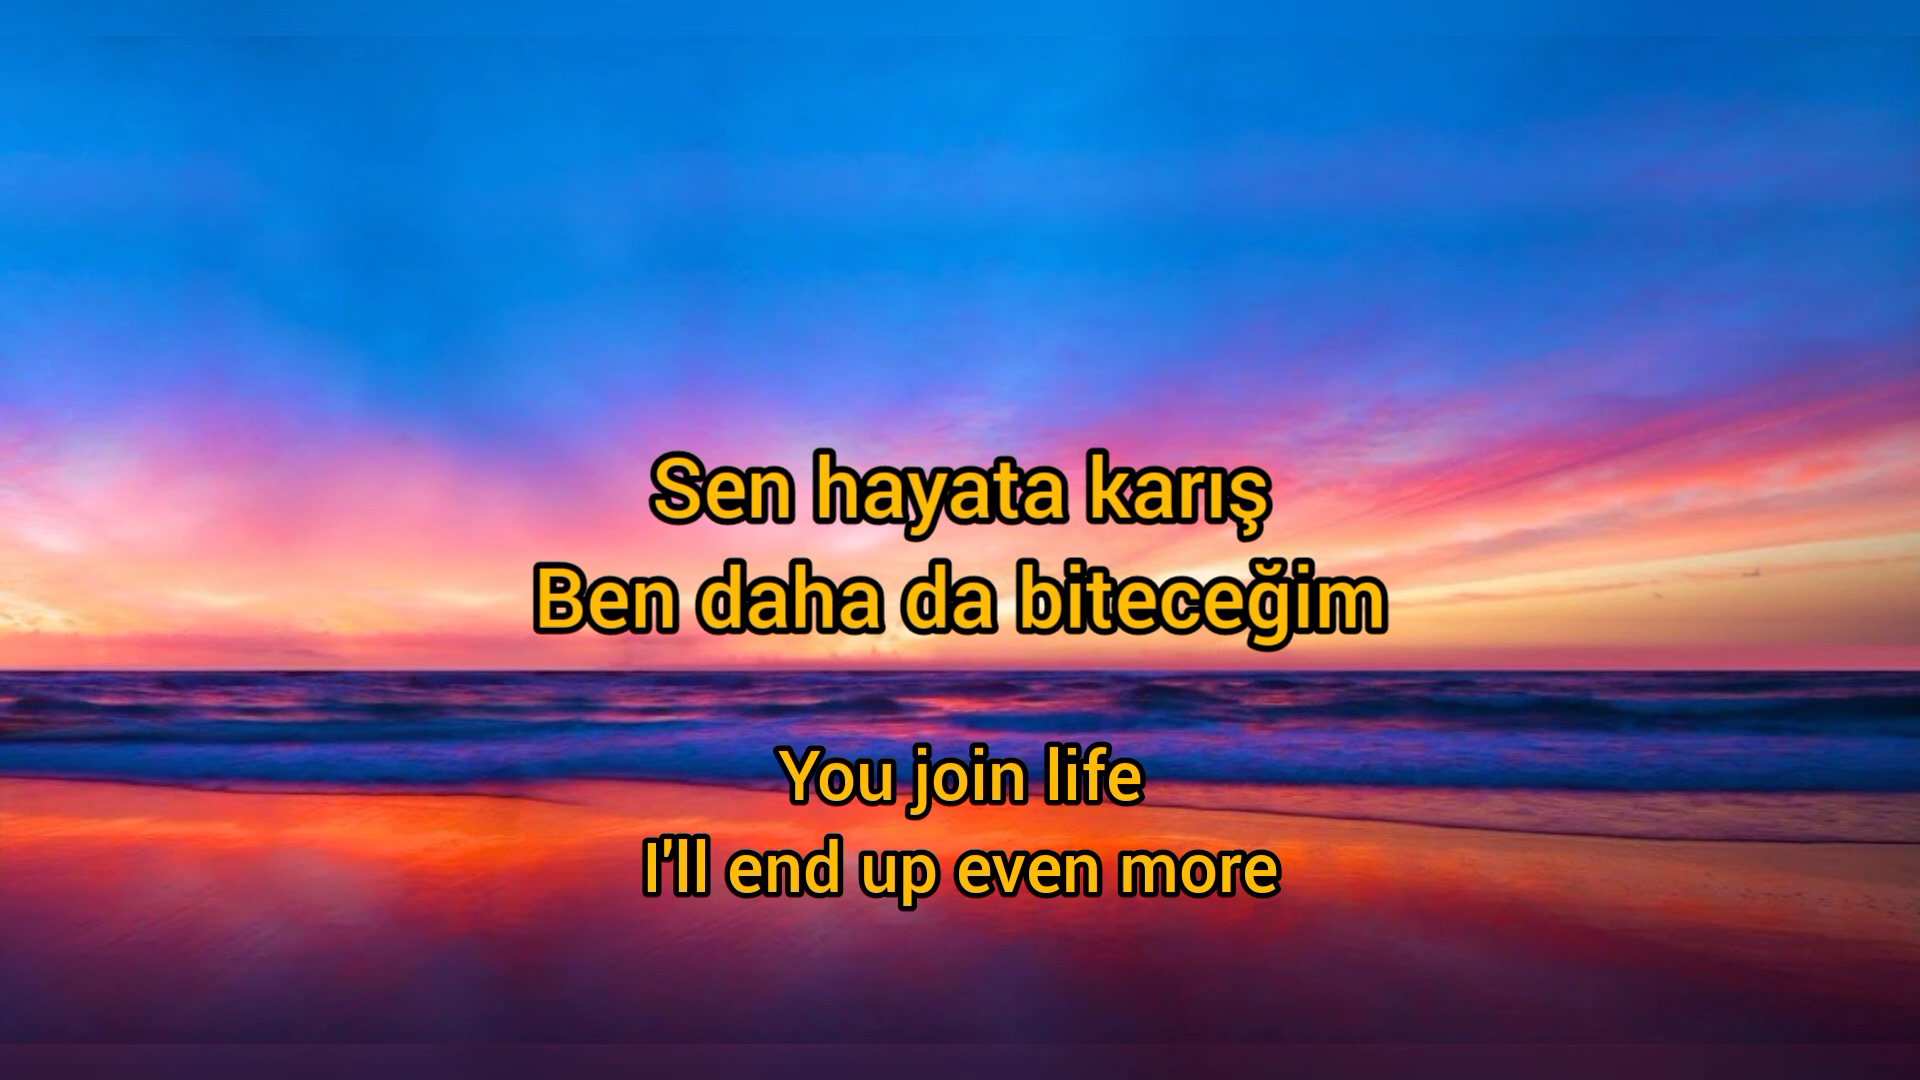 Sen hayata karış
Ben daha da biteceğim
You join life
I'll end up even more